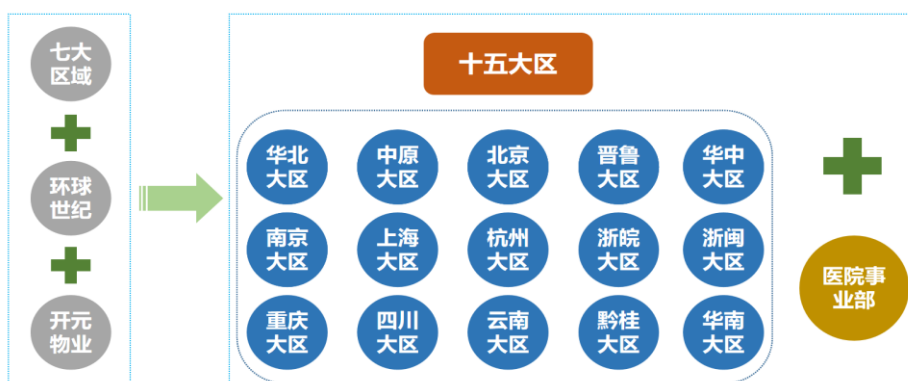 七大
区域
环球
世纪
开元
物业
十五大区
华北
大区
中原
大区
北京
大区
晋鲁
大区
华中
大区
南京
大区
上海
大区
杭州
大区
浙皖
大区
浙闽
大区
重庆
大区
四川
大区
云南
大区
黔桂
大区
华南
大区
医院事
业部